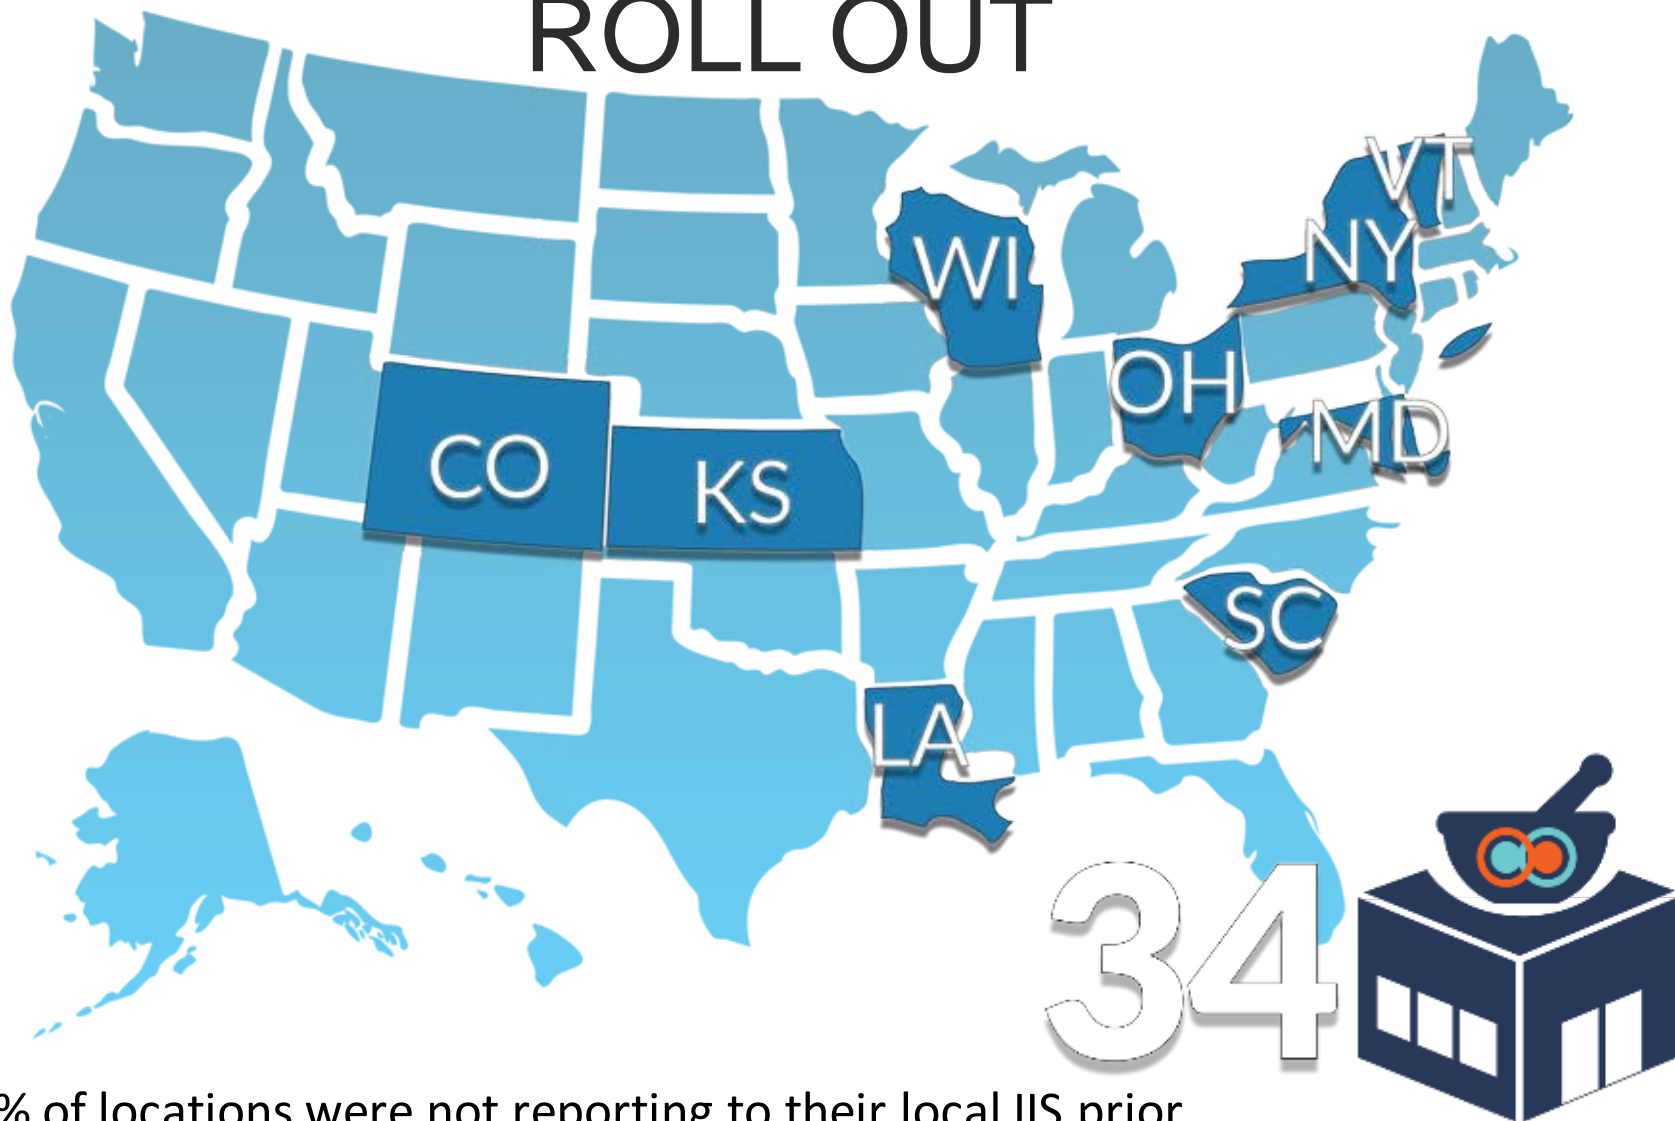 ROLL OUT
VT
NY
WI
OH
MD
CO
KS
SC
LA
34
% of locations were not reporting to their local IIS prior